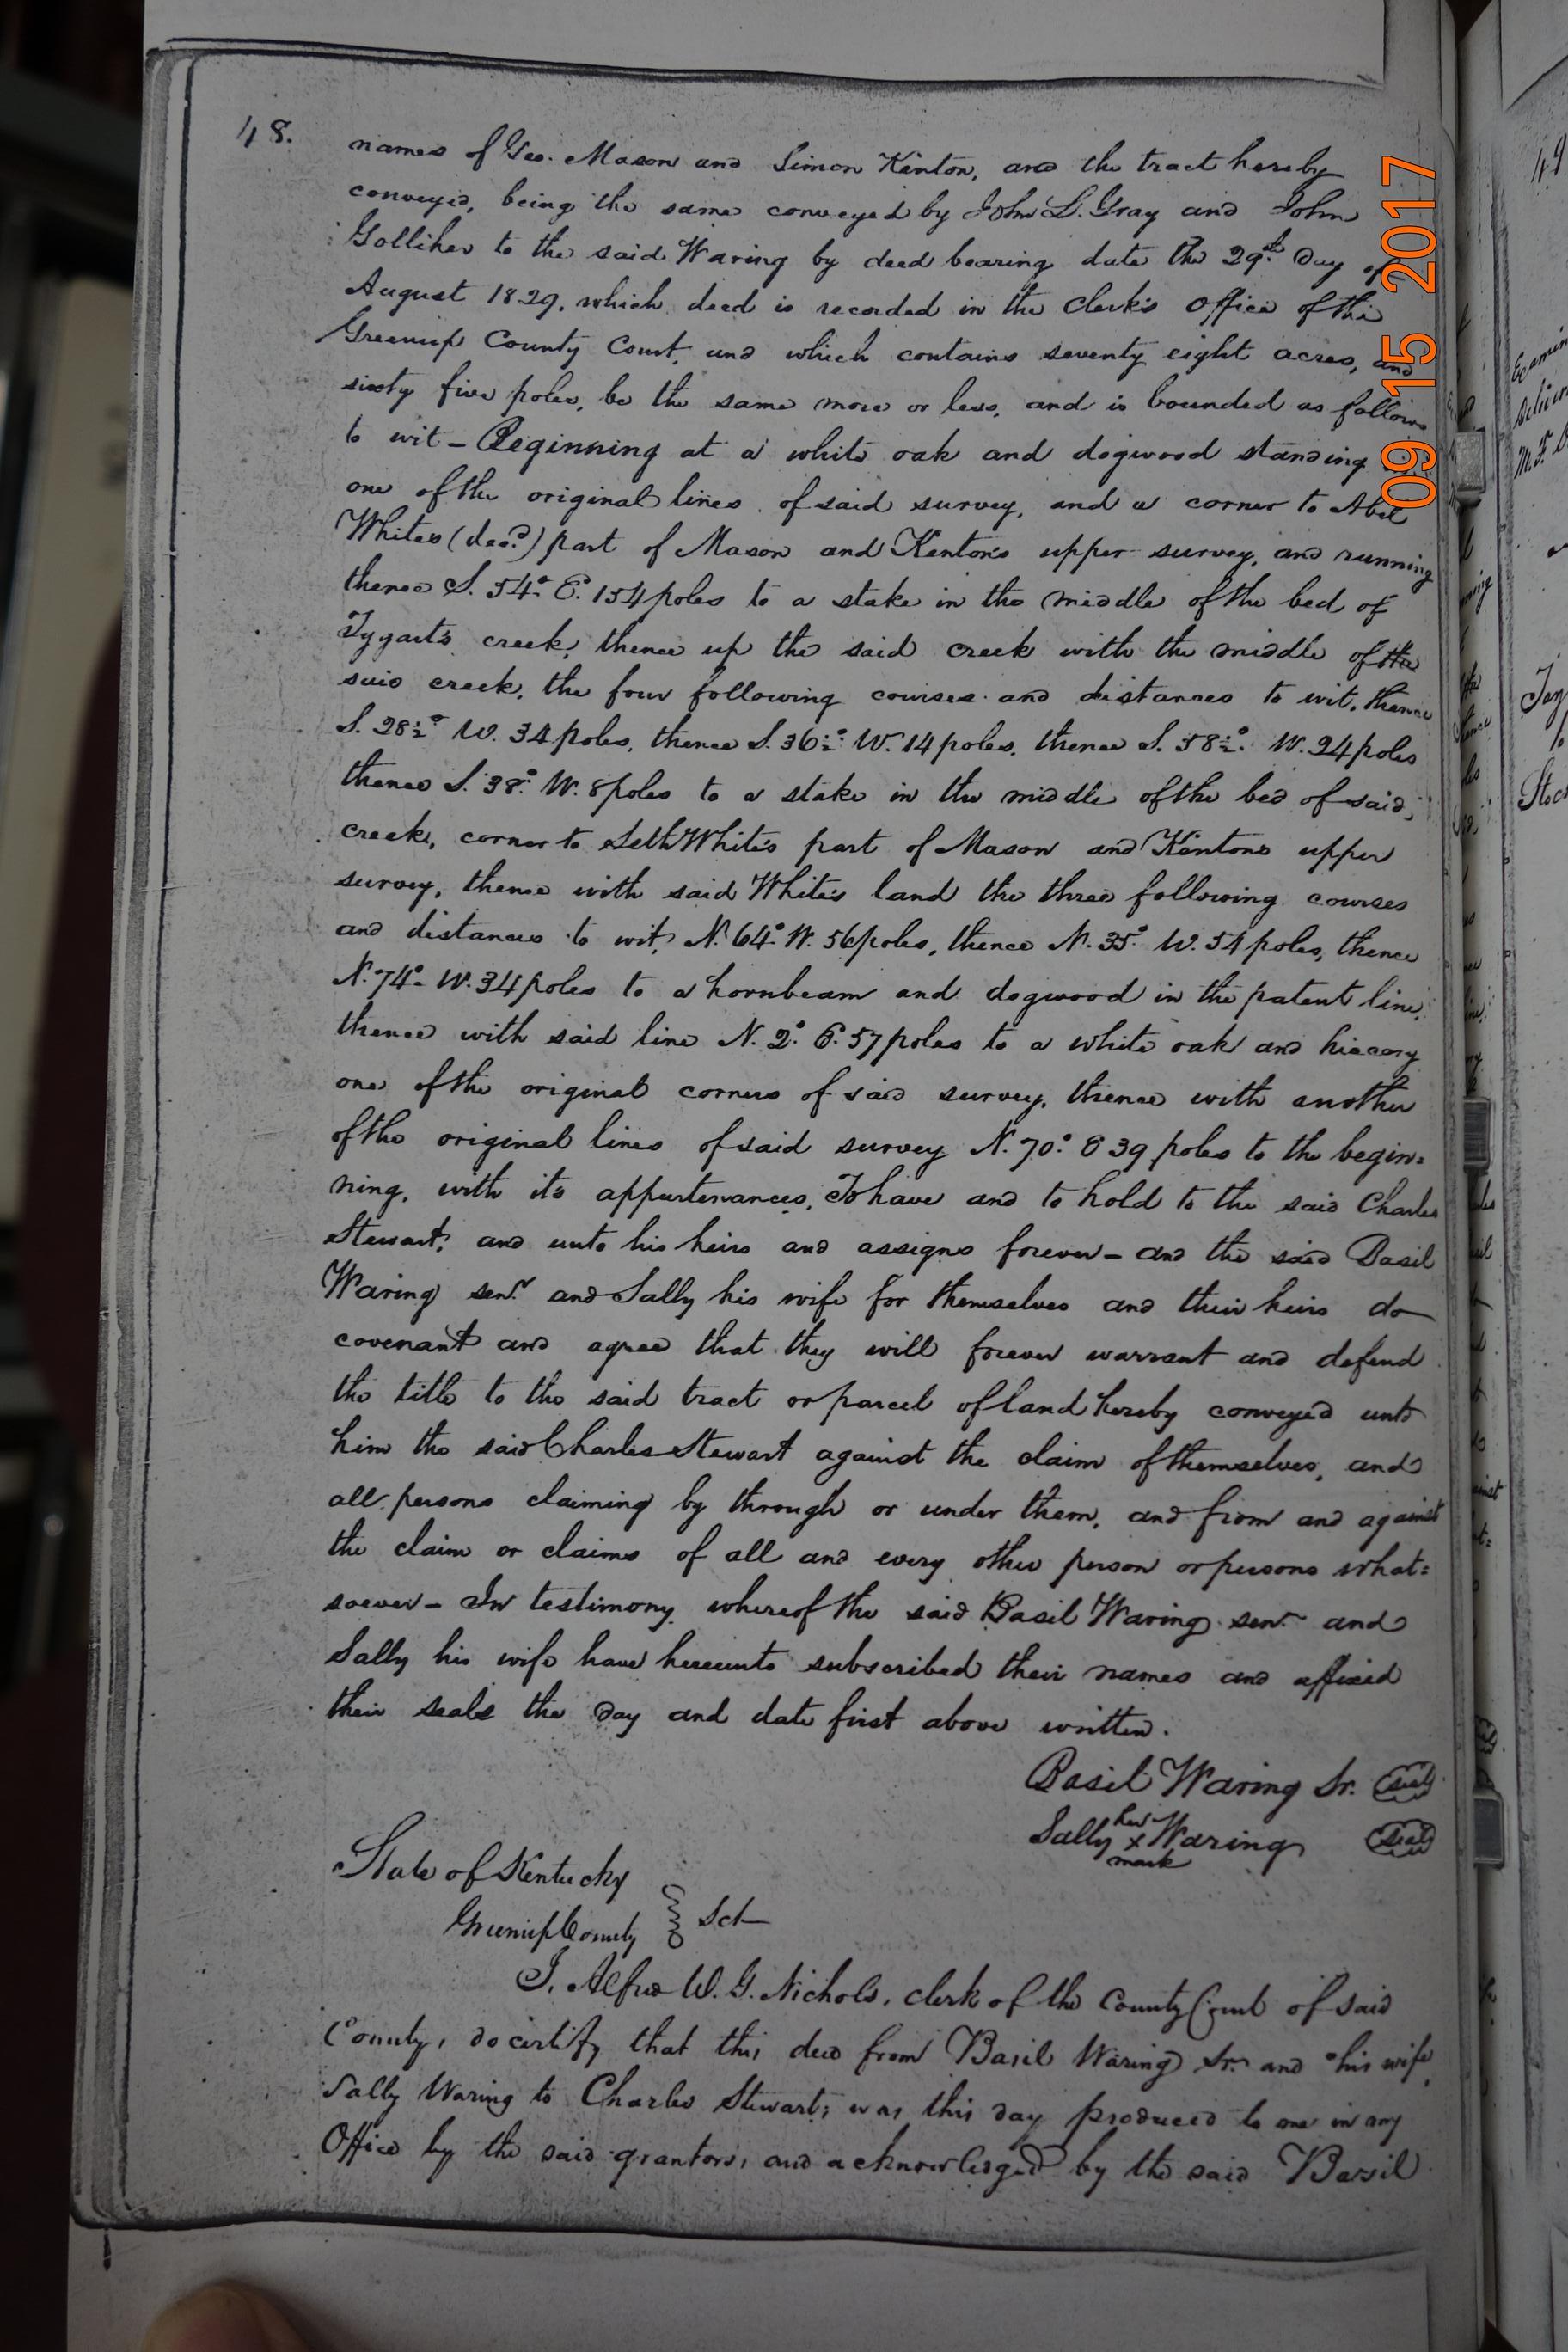 48.
names of Geo. Mason and Simon Kenton, and the tract hereby
conveyed, being the same conveyed by John L. Gray and John
Golliher to the said Waring by deed bearing date the 29th day of
August 1829, which deed is recorded in the Clerk's Office of the
Greenup County Court, and which contains seventy eight acres, and
sixty five poles, be the same more or less, and is bounded as follows
to wit - Beginning at a white oak and dogwood standing
one of the original lines of said survey, and a corner to Abel
Whites (decd.) part of Mason and Kenton's upper survey, and running
thence S. 54° E. 154 poles to a stake in the middle of the bed of
Tygart's creek, thence up the said creek with the middle of the
said creek, the four following courses and distances to wit, thence
S. 28½° W. 34 poles, thence S. 36½° W. 14 poles, thence S. 58½° W. 24 poles
thence S. 38° W. 8 poles to a stake in the middle of the bed of said
creek, corner to Seth White's part of Mason and Kentons upper
survey, thence with said White's land the three following courses
and distances to wit, N. 64° W. 56 poles, thence N. 35° W. 54 poles, thence
N. 74° W. 34 poles to a hornbeam and dogwood in the patent line,
thence with said line N. 2° E. 57 poles to a white oak and hickory
one of the original corners of said survey, thence with another
of the original lines of said survey N. 70° E 39 poles to the begin=
ning, with its appurtenances, To have and to hold to the said Charles
Stewart, and unto his heirs and assigns forever - and the said Basil
Waring senr. and Sally his wife for themselves and their heirs do
covenant and agree that they will forever warrant and defend
the title to the said tract or parcel of land hereby conveyed unto
him the said Charles Stewart against the claim of themselves, and
all persons claiming by through or under them, and from and against
the claim or claims of all and every other person or persons what=
soever - In testimony whereof the said Basil Waring senr. and
Sally his wife have hereunto subscribed their names and affixed
their seals the day and date first above written.
Basil Waring Sr. seal
Sally her x mark Waring seal
State of Kentucky
Greenup County Sct
I, Alfred W. G. Nichols, clerk of the County Court of said
County, do certify that this deed from Basil Waring Sr. and his wife
Sally Waring to Charles Stewart; was this day produced to me in my
Office by the said grantors, and acknowledged by the said Basil
09 15 2017